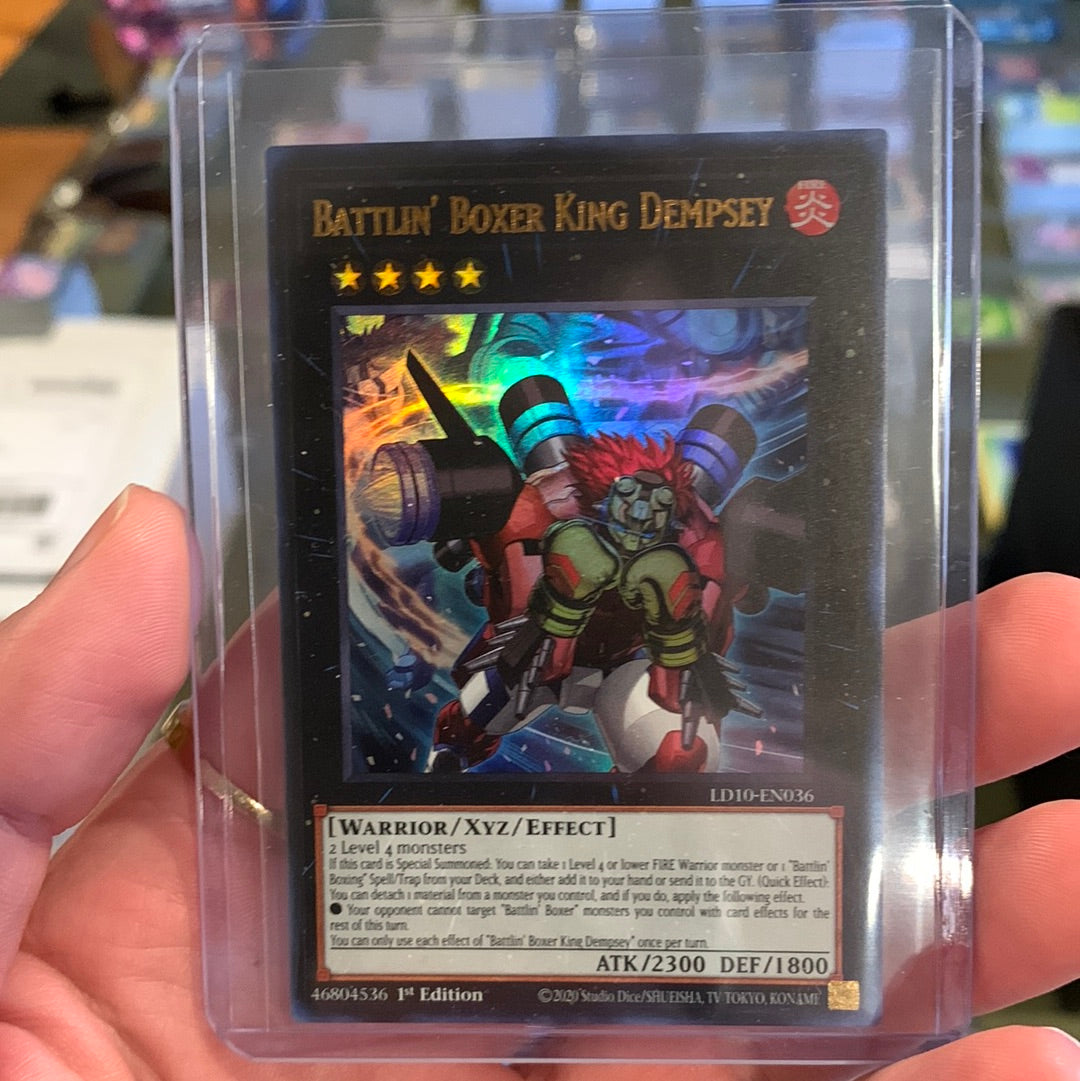 BATTLIN' BOXER KING DEMPSEY
FIRE
炎
LD10-EN036
[WARRIOR/XYZ/EFFECT]
2 Level 4 monsters
If this card is Special Summoned: You can take 1 Level 4 or lower FIRE Warrior monster or 1 "Battlin'
Boxing" Spell/Trap from your Deck, and either add it to your hand or send it to the GY. (Quick Effect):
You can detach 1 material from a monster you control, and if you do, apply the following effect.
● Your opponent cannot target "Battlin' Boxer" monsters you control with card effects for the
rest of this turn.
You can only use each effect of "Battlin' Boxer King Dempsey" once per turn.
ATK/2300 DEF/1800
46804536 1st Edition ©2020 Studio Dice/SHUEISHA, TV TOKYO, KONAMI